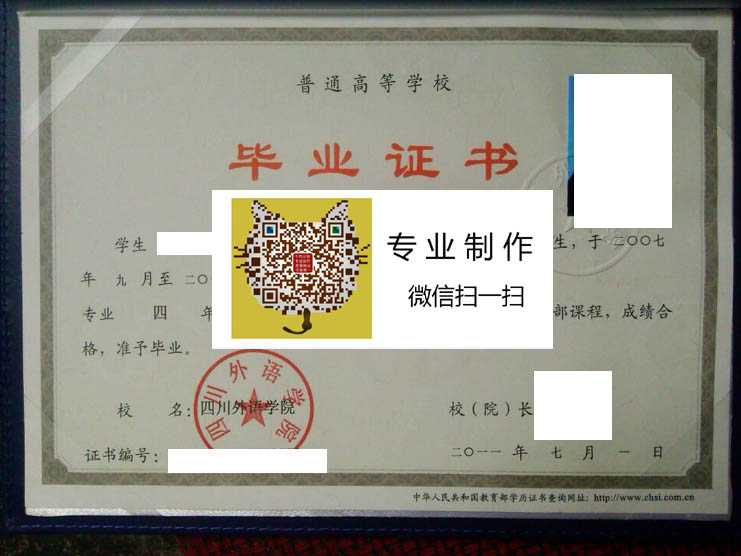 普通高等学校
毕业证书
学生 生，于 二〇〇七
年 九 月至 二〇
专业 四 年 部课程，成绩合
格，准予毕业。
专业制作
微信扫一扫
四川外语学院
校 名：四川外语学院 校（院）长
证书编号： 二〇一一 年 七 月 一 日
中华人民共和国教育部学历证书查询网址：http://www.chsi.com.cn